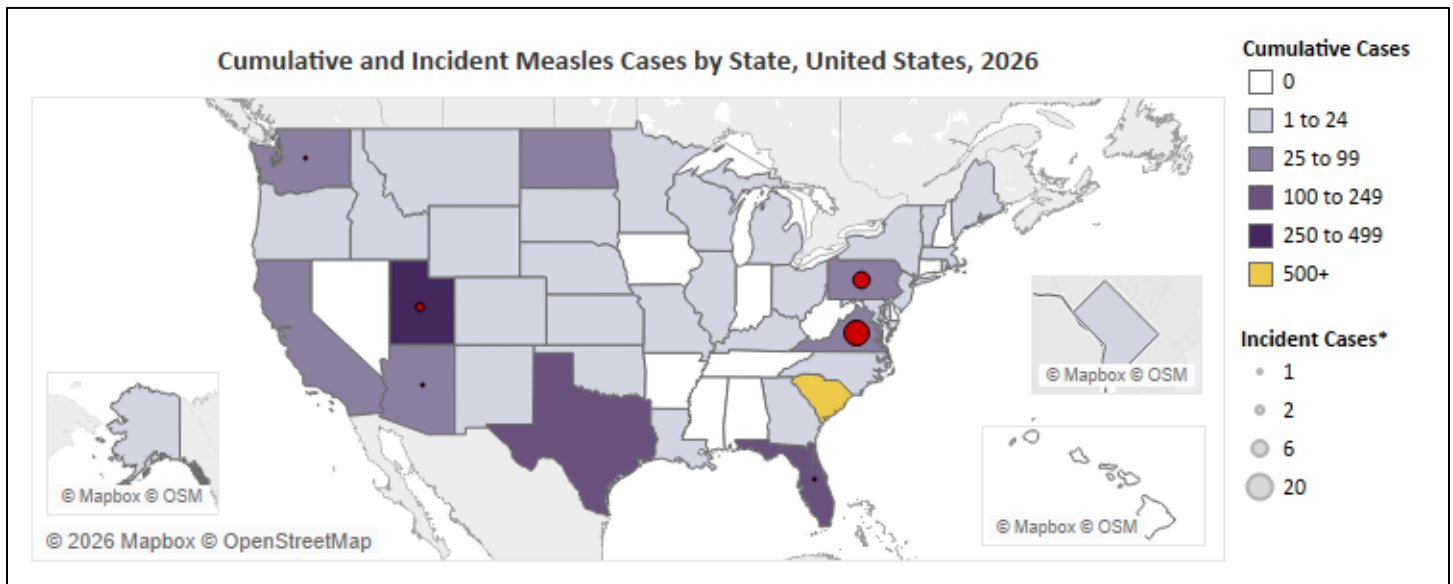 Cumulative and Incident Measles Cases by State, United States, 2026
Cumulative Cases
0
1 to 24
25 to 99
100 to 249
250 to 499
500+
Incident Cases*
1
2
6
20
© Mapbox © OSM
© Mapbox © OSM
© Mapbox © OSM
© 2026 Mapbox © OpenStreetMap